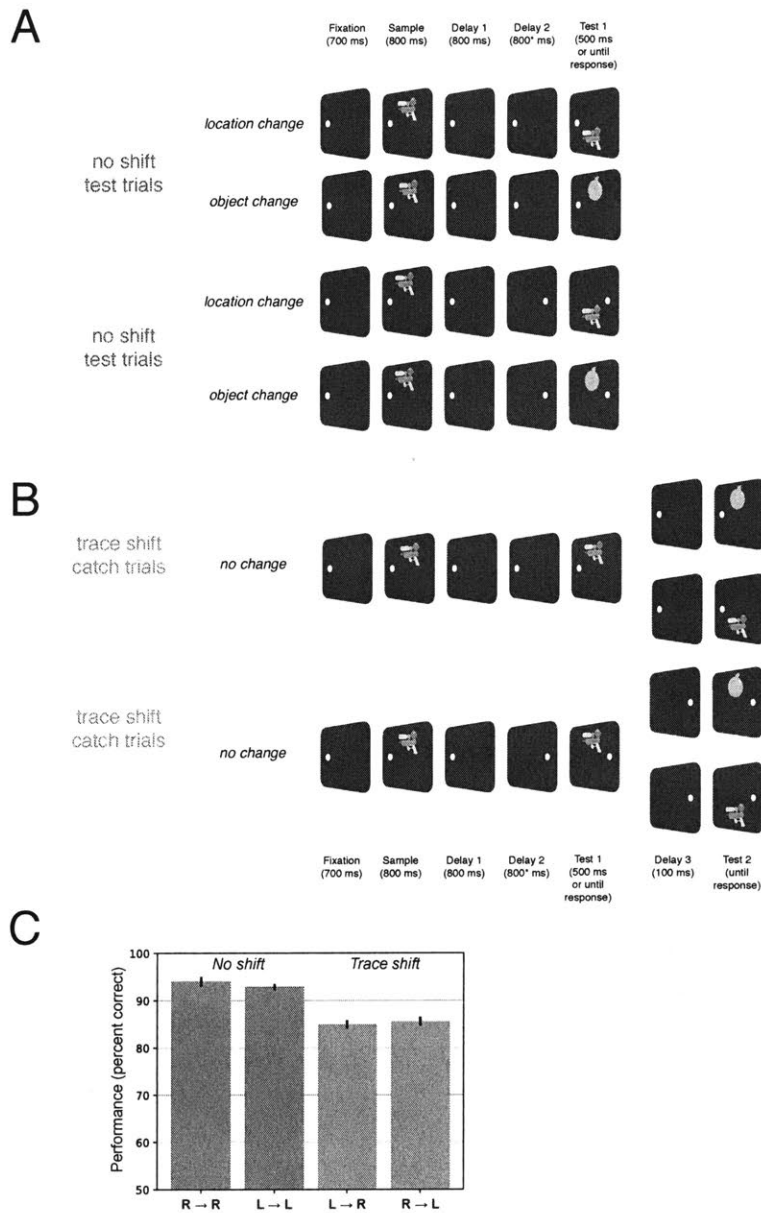 A
Fixation
(700 ms)
Sample
(800 ms)
Delay 1
(800 ms)
Delay 2
(800* ms)
Test 1
(500 ms
or until
response)
no shift
test trials
location change
object change
no shift
test trials
location change
object change
B
trace shift
catch trials
no change
trace shift
catch trials
no change
Fixation
(700 ms)
Sample
(800 ms)
Delay 1
(800 ms)
Delay 2
(800* ms)
Test 1
(500 ms
or until
response)
Delay 3
(100 ms)
Test 2
(until
response)
C
Performance (percent correct)
100
90
80
70
60
50
No shift
Trace shift
R → R
L → L
L → R
R → L